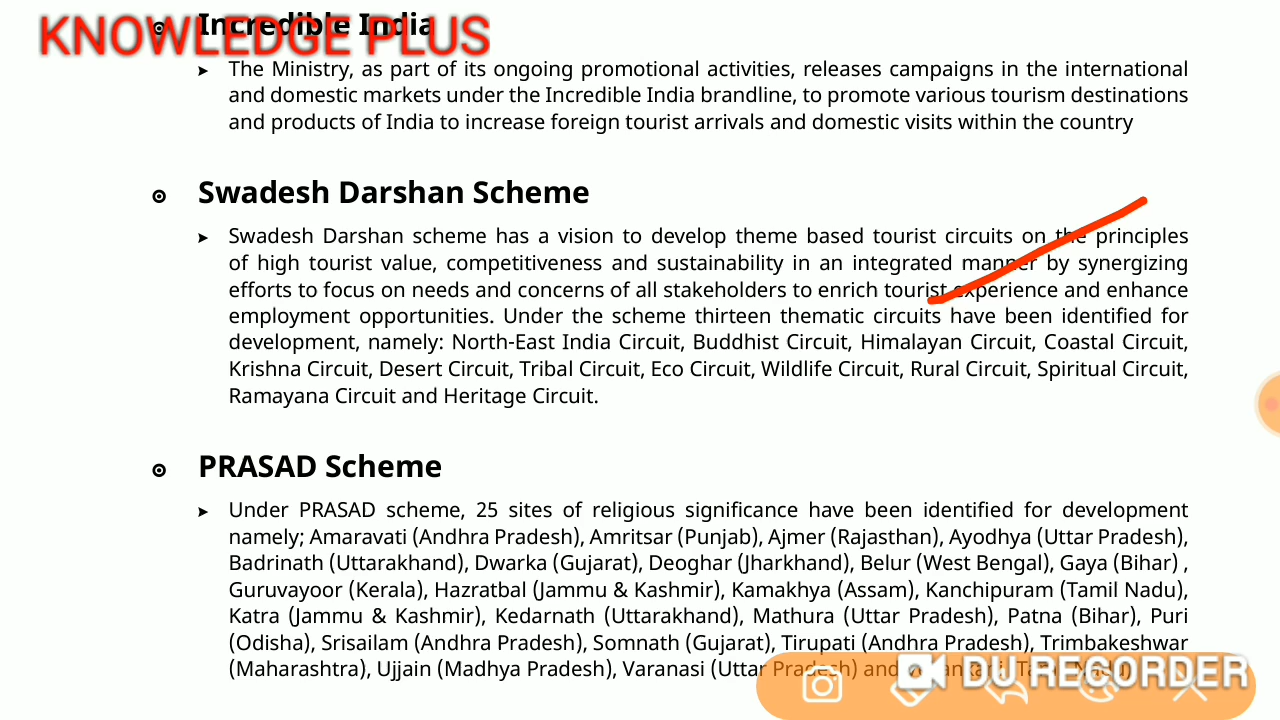 Incredible India
KNOWLEDGE PLUS
➤ The Ministry, as part of its ongoing promotional activities, releases campaigns in the international
and domestic markets under the Incredible India brandline, to promote various tourism destinations
and products of India to increase foreign tourist arrivals and domestic visits within the country
Swadesh Darshan Scheme
➤ Swadesh Darshan scheme has a vision to develop theme based tourist circuits on the principles
of high tourist value, competitiveness and sustainability in an integrated manner by synergizing
efforts to focus on needs and concerns of all stakeholders to enrich tourist experience and enhance
employment opportunities. Under the scheme thirteen thematic circuits have been identified for
development, namely: North-East India Circuit, Buddhist Circuit, Himalayan Circuit, Coastal Circuit,
Krishna Circuit, Desert Circuit, Tribal Circuit, Eco Circuit, Wildlife Circuit, Rural Circuit, Spiritual Circuit,
Ramayana Circuit and Heritage Circuit.
PRASAD Scheme
➤ Under PRASAD scheme, 25 sites of religious significance have been identified for development
namely; Amaravati (Andhra Pradesh), Amritsar (Punjab), Ajmer (Rajasthan), Ayodhya (Uttar Pradesh),
Badrinath (Uttarakhand), Dwarka (Gujarat), Deoghar (Jharkhand), Belur (West Bengal), Gaya (Bihar) ,
Guruvayoor (Kerala), Hazratbal (Jammu & Kashmir), Kamakhya (Assam), Kanchipuram (Tamil Nadu),
Katra (Jammu & Kashmir), Kedarnath (Uttarakhand), Mathura (Uttar Pradesh), Patna (Bihar), Puri
(Odisha), Srisailam (Andhra Pradesh), Somnath (Gujarat), Tirupati (Andhra Pradesh), Trimbakeshwar
(Maharashtra), Ujjain (Madhya Pradesh), Varanasi (Uttar Pradesh) and
DU RECORDER